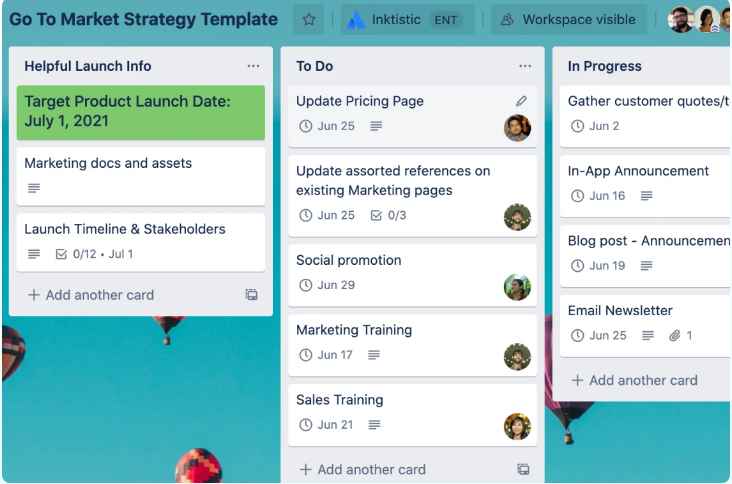 Go To Market Strategy Template
Inktistic ENT
Workspace visible
Helpful Launch Info
Target Product Launch Date:
July 1, 2021
Marketing docs and assets
Launch Timeline & Stakeholders
0/12 • Jul 1
+ Add another card
To Do
Update Pricing Page
Jun 25
Update assorted references on
existing Marketing pages
Jun 25 0/3
Social promotion
Jun 29
Marketing Training
Jun 17
Sales Training
Jun 21
+ Add another card
In Progress
Gather customer quotes/t
Jun 2
In-App Announcement
Jun 16
Blog post - Announcemen
Jun 19
Email Newsletter
Jun 25 1
+ Add another card